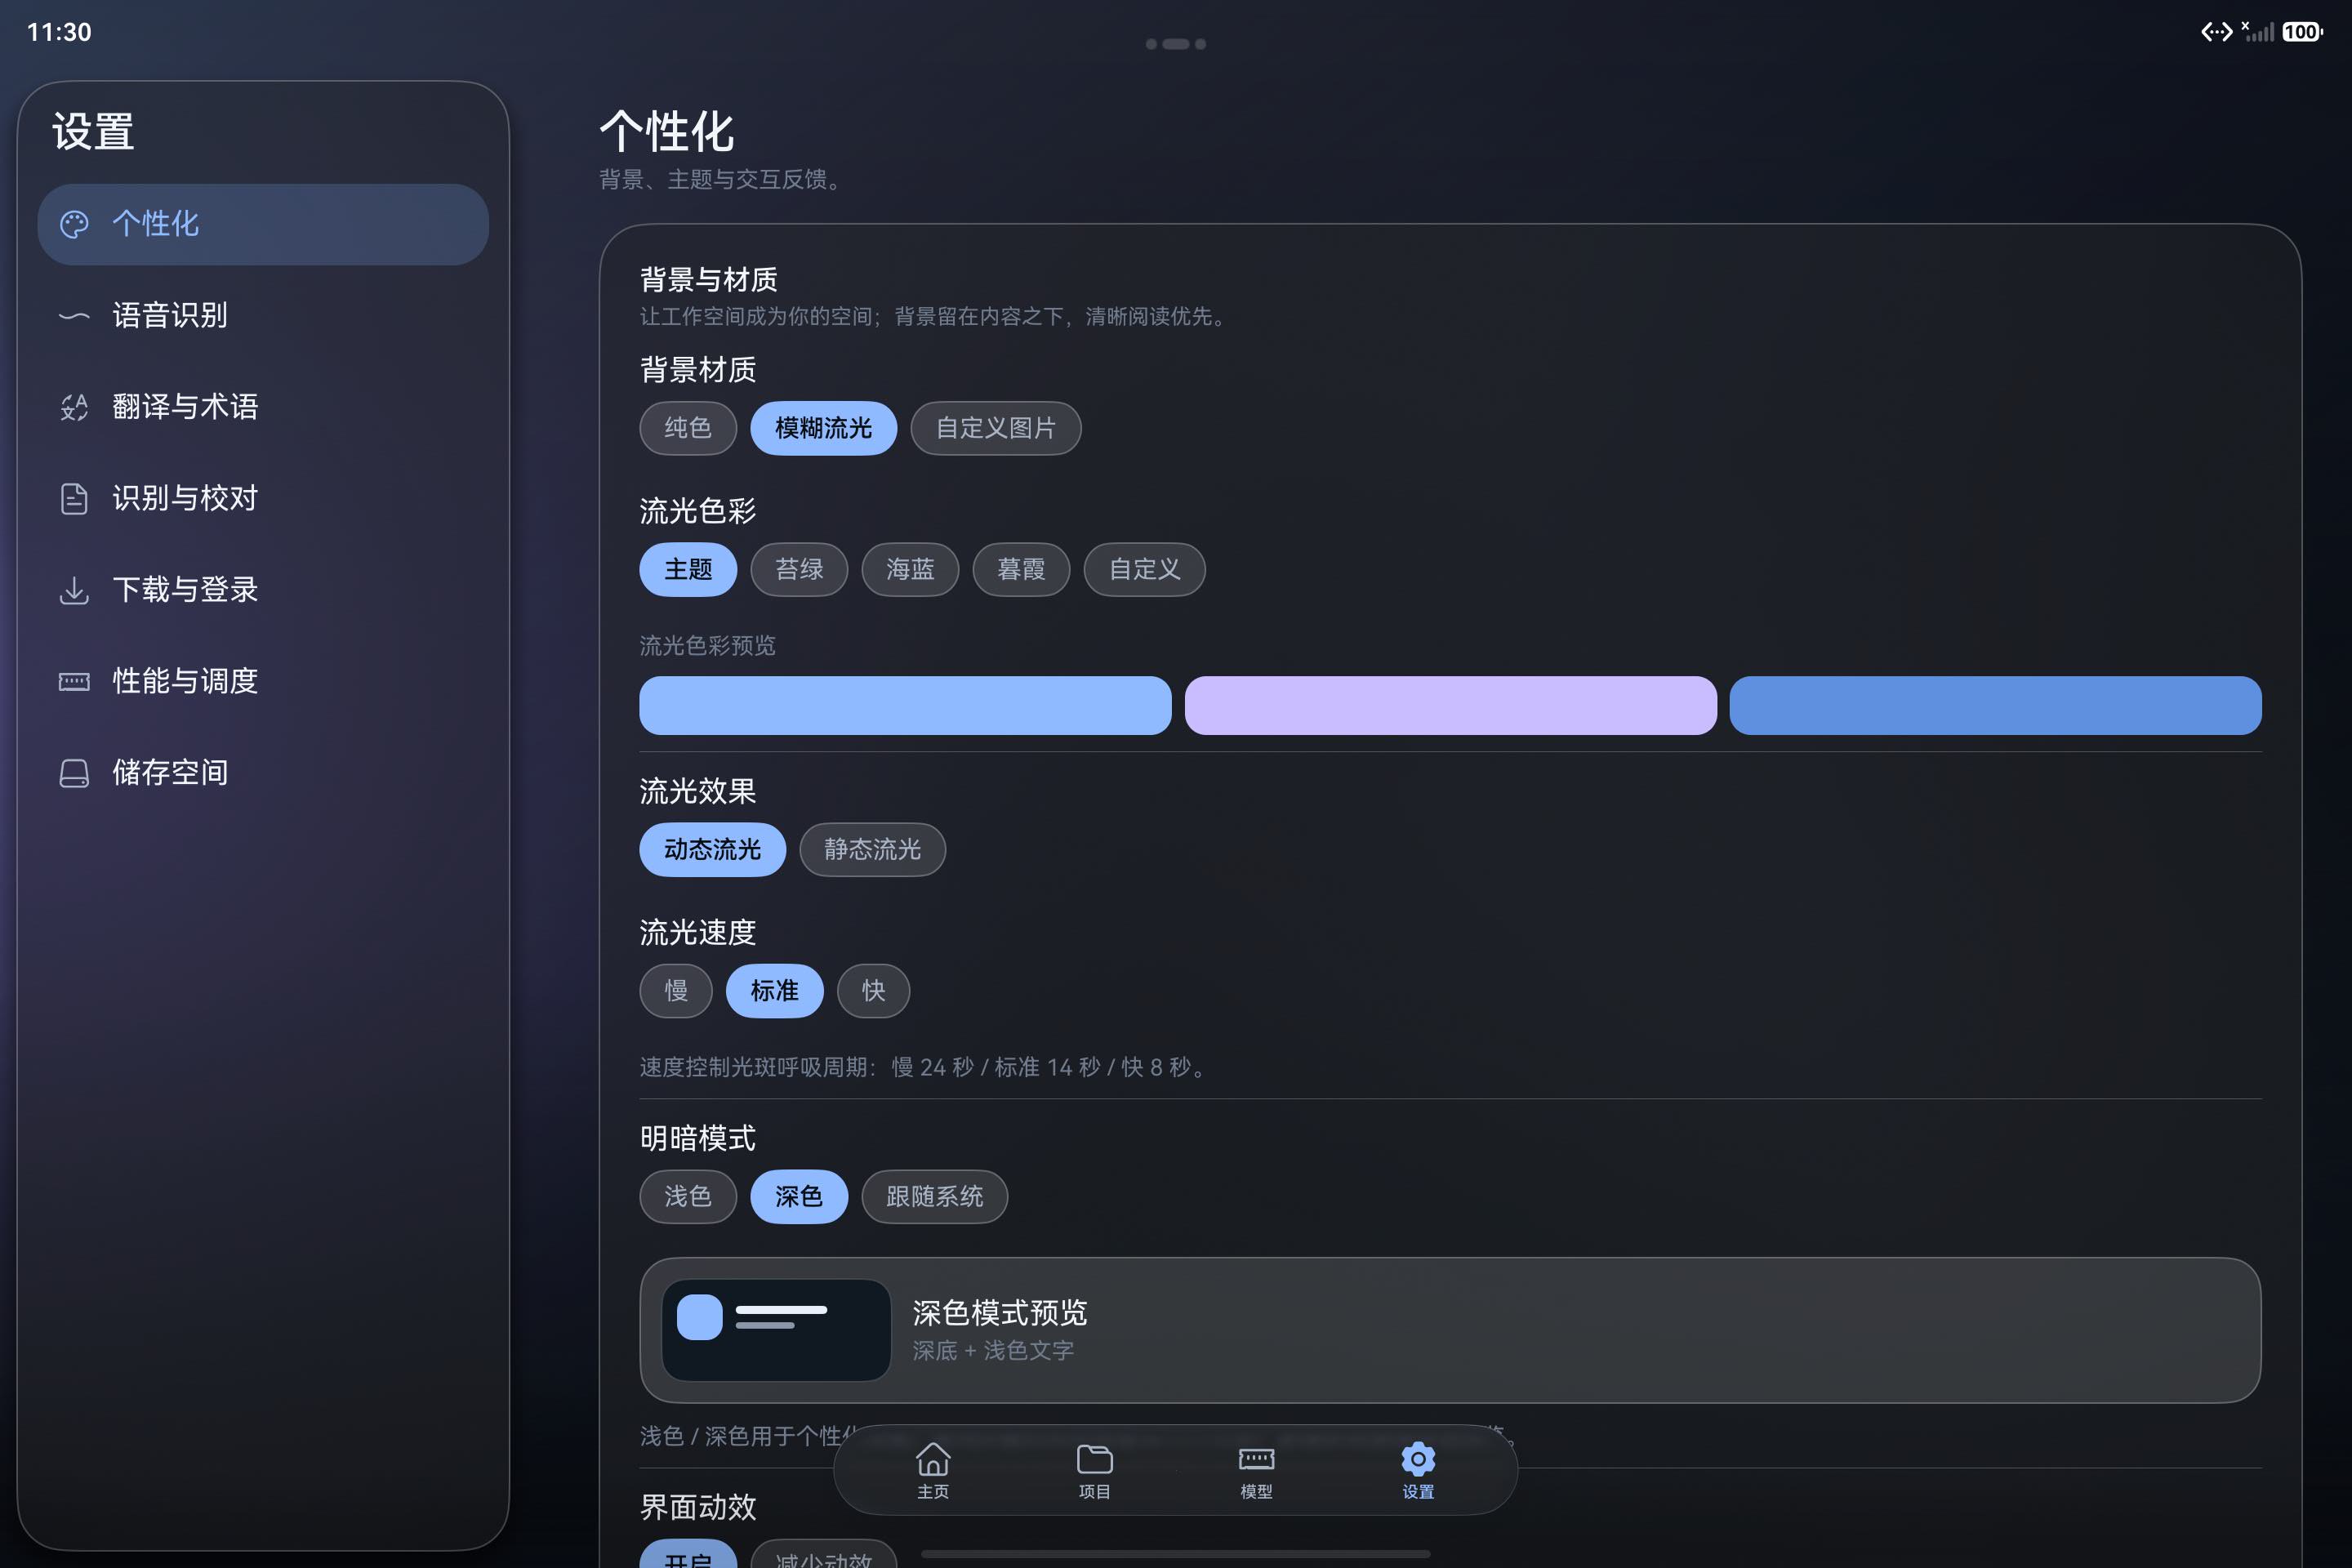 11:30
100
设置
个性化
语音识别
翻译与术语
识别与校对
下载与登录
性能与调度
储存空间
个性化
背景、主题与交互反馈。
背景与材质
让工作空间成为你的空间；背景留在内容之下，清晰阅读优先。
背景材质
纯色 模糊流光 自定义图片
流光色彩
主题 苔绿 海蓝 暮霞 自定义
流光色彩预览
流光效果
动态流光 静态流光
流光速度
慢 标准 快
速度控制光斑呼吸周期：慢 24 秒 / 标准 14 秒 / 快 8 秒。
明暗模式
浅色 深色 跟随系统
深色模式预览
深底 + 浅色文字
浅色 / 深色用于个性化
界面动效
开启 减少动效
主页 项目 模型 设置